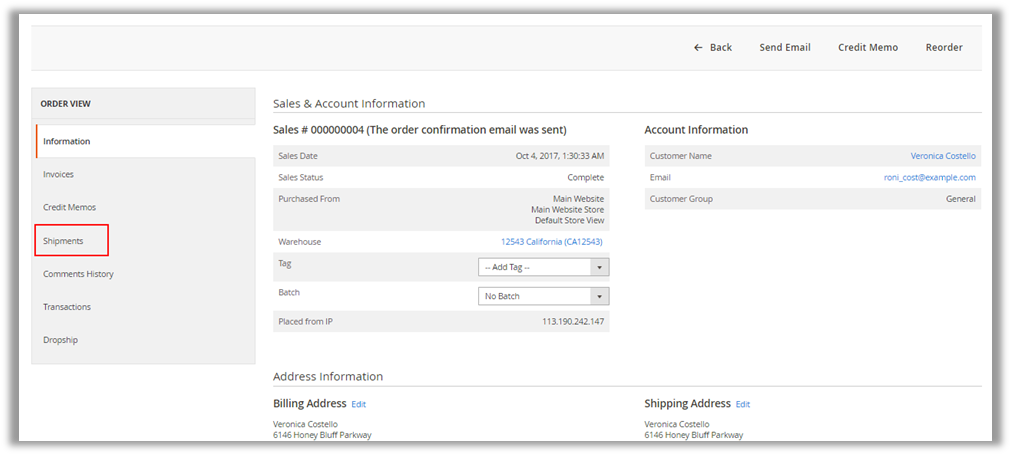 ← Back Send Email Credit Memo Reorder
ORDER VIEW
Information
Invoices
Credit Memos
Shipments
Comments History
Transactions
Dropship
Sales & Account Information
Sales # 000000004 (The order confirmation email was sent)
Sales Date Oct 4, 2017, 1:30:33 AM
Sales Status Complete
Purchased From Main Website
Main Website Store
Default Store View
Warehouse 12543 California (CA12543)
Tag -- Add Tag --
Batch No Batch
Placed from IP 113.190.242.147
Account Information
Customer Name Veronica Costello
Email roni_cost@example.com
Customer Group General
Address Information
Billing Address Edit
Veronica Costello
6146 Honey Bluff Parkway
Shipping Address Edit
Veronica Costello
6146 Honey Bluff Parkway